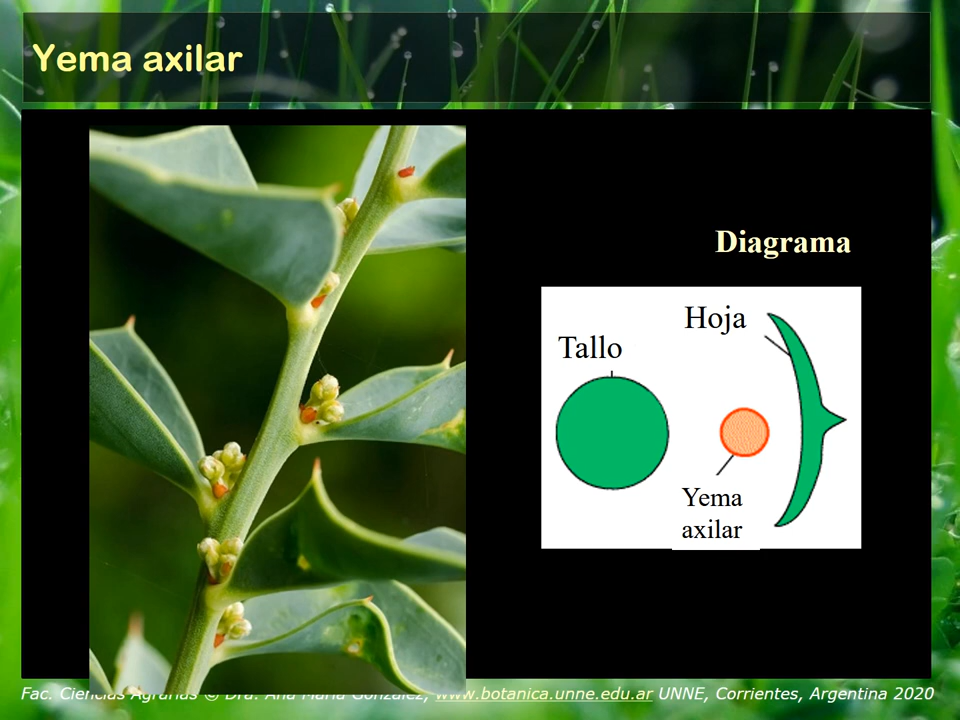 Yema axilar
Diagrama
Hoja
Tallo
Yema
axilar
Fac. Ciencias Agrarias © Dra. Ana María González, www.botanica.unne.edu.ar UNNE, Corrientes, Argentina 2020